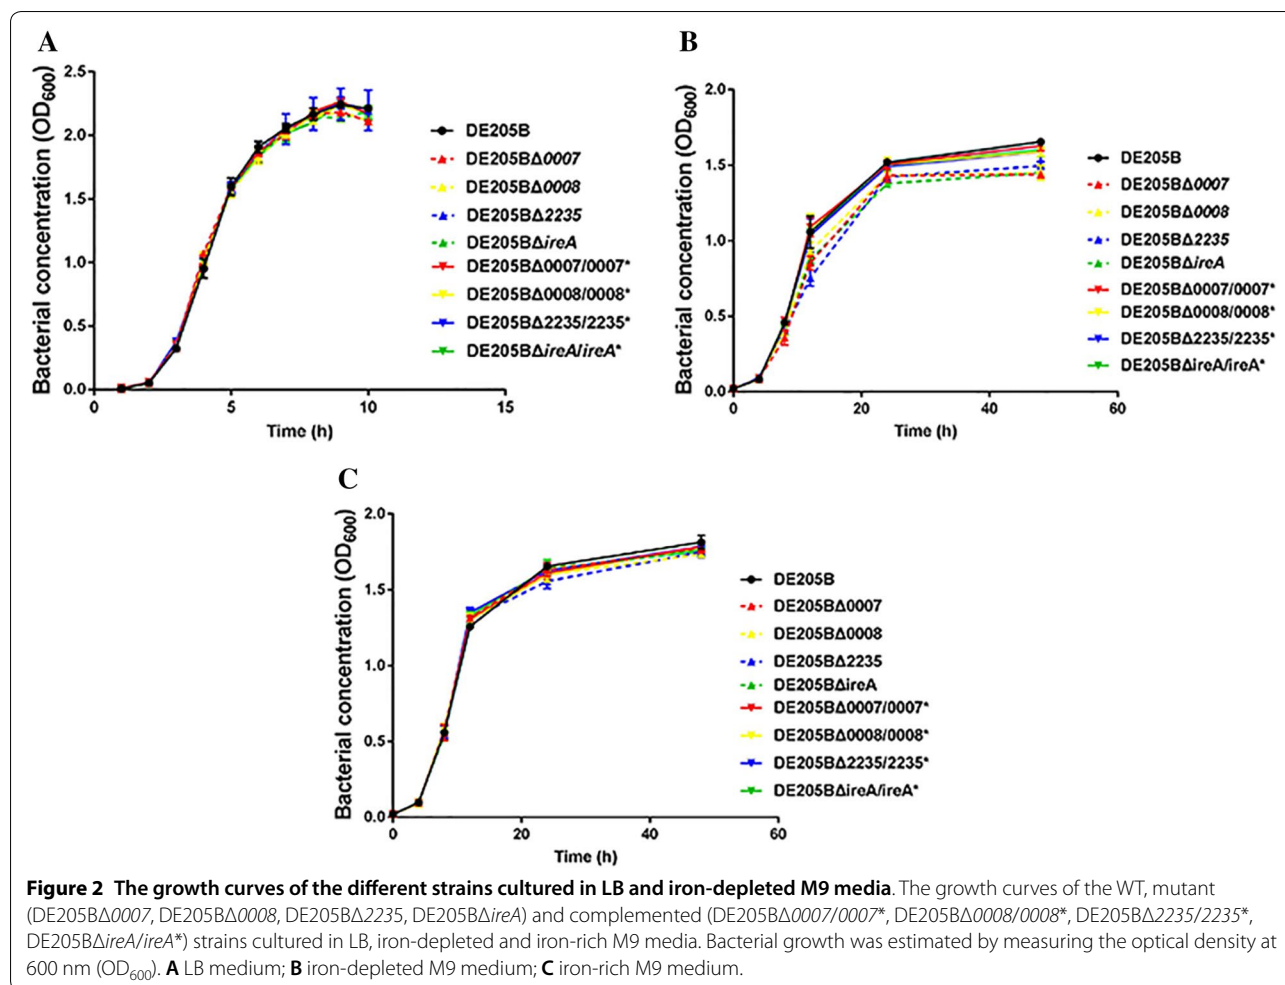 A
Bacterial concentration (OD600)
2.5
2.0
1.5
1.0
0.5
0.0
0 5 10 15
Time (h)
DE205B
DE205BΔ0007
DE205BΔ0008
DE205BΔ2235
DE205BΔireA
DE205BΔ0007/0007*
DE205BΔ0008/0008*
DE205BΔ2235/2235*
DE205BΔireA/ireA*
B
Bacterial concentration (OD600)
2.0
1.5
1.0
0.5
0.0
0 20 40 60
Time (h)
DE205B
DE205BΔ0007
DE205BΔ0008
DE205BΔ2235
DE205BΔireA
DE205BΔ0007/0007*
DE205BΔ0008/0008*
DE205BΔ2235/2235*
DE205BΔireA/ireA*
C
Bacterial concentration (OD600)
2.0
1.5
1.0
0.5
0.0
0 20 40 60
Time (h)
DE205B
DE205BΔ0007
DE205BΔ0008
DE205BΔ2235
DE205BΔireA
DE205BΔ0007/0007*
DE205BΔ0008/0008*
DE205BΔ2235/2235*
DE205BΔireA/ireA*
Figure 2 The growth curves of the different strains cultured in LB and iron-depleted M9 media. The growth curves of the WT, mutant
(DE205BΔ0007, DE205BΔ0008, DE205BΔ2235, DE205BΔireA) and complemented (DE205BΔ0007/0007*, DE205BΔ0008/0008*, DE205BΔ2235/2235*,
DE205BΔireA/ireA*) strains cultured in LB, iron-depleted and iron-rich M9 media. Bacterial growth was estimated by measuring the optical density at
600 nm (OD600). A LB medium; B iron-depleted M9 medium; C iron-rich M9 medium.